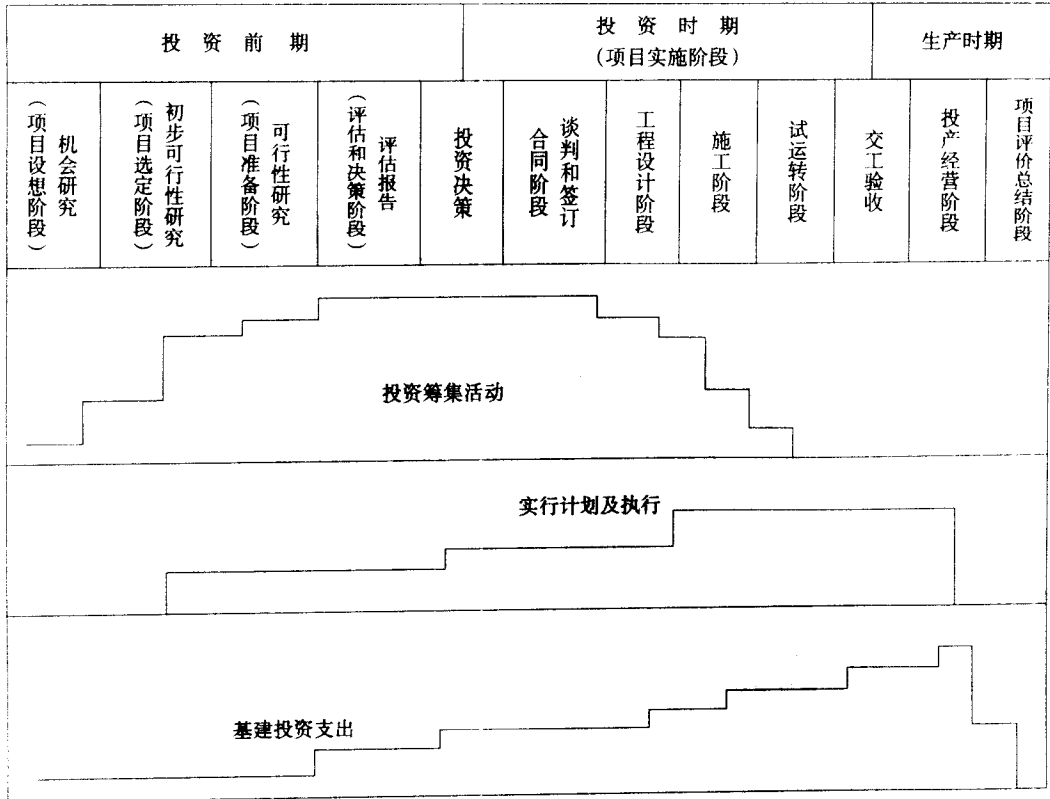 投资前期
投资时期
(项目实施阶段)
生产时期
机会研究
(项目设想阶段)
初步可行性研究
(项目选定阶段)
可行性研究
(项目准备阶段)
评估报告
(评估和决策阶段)
投资决策
谈判和签订
合同阶段
工程设计阶段
施工阶段
试运转阶段
交工验收
投产经营阶段
项目评价总结阶段
投资筹集活动
实行计划及执行
基建投资支出